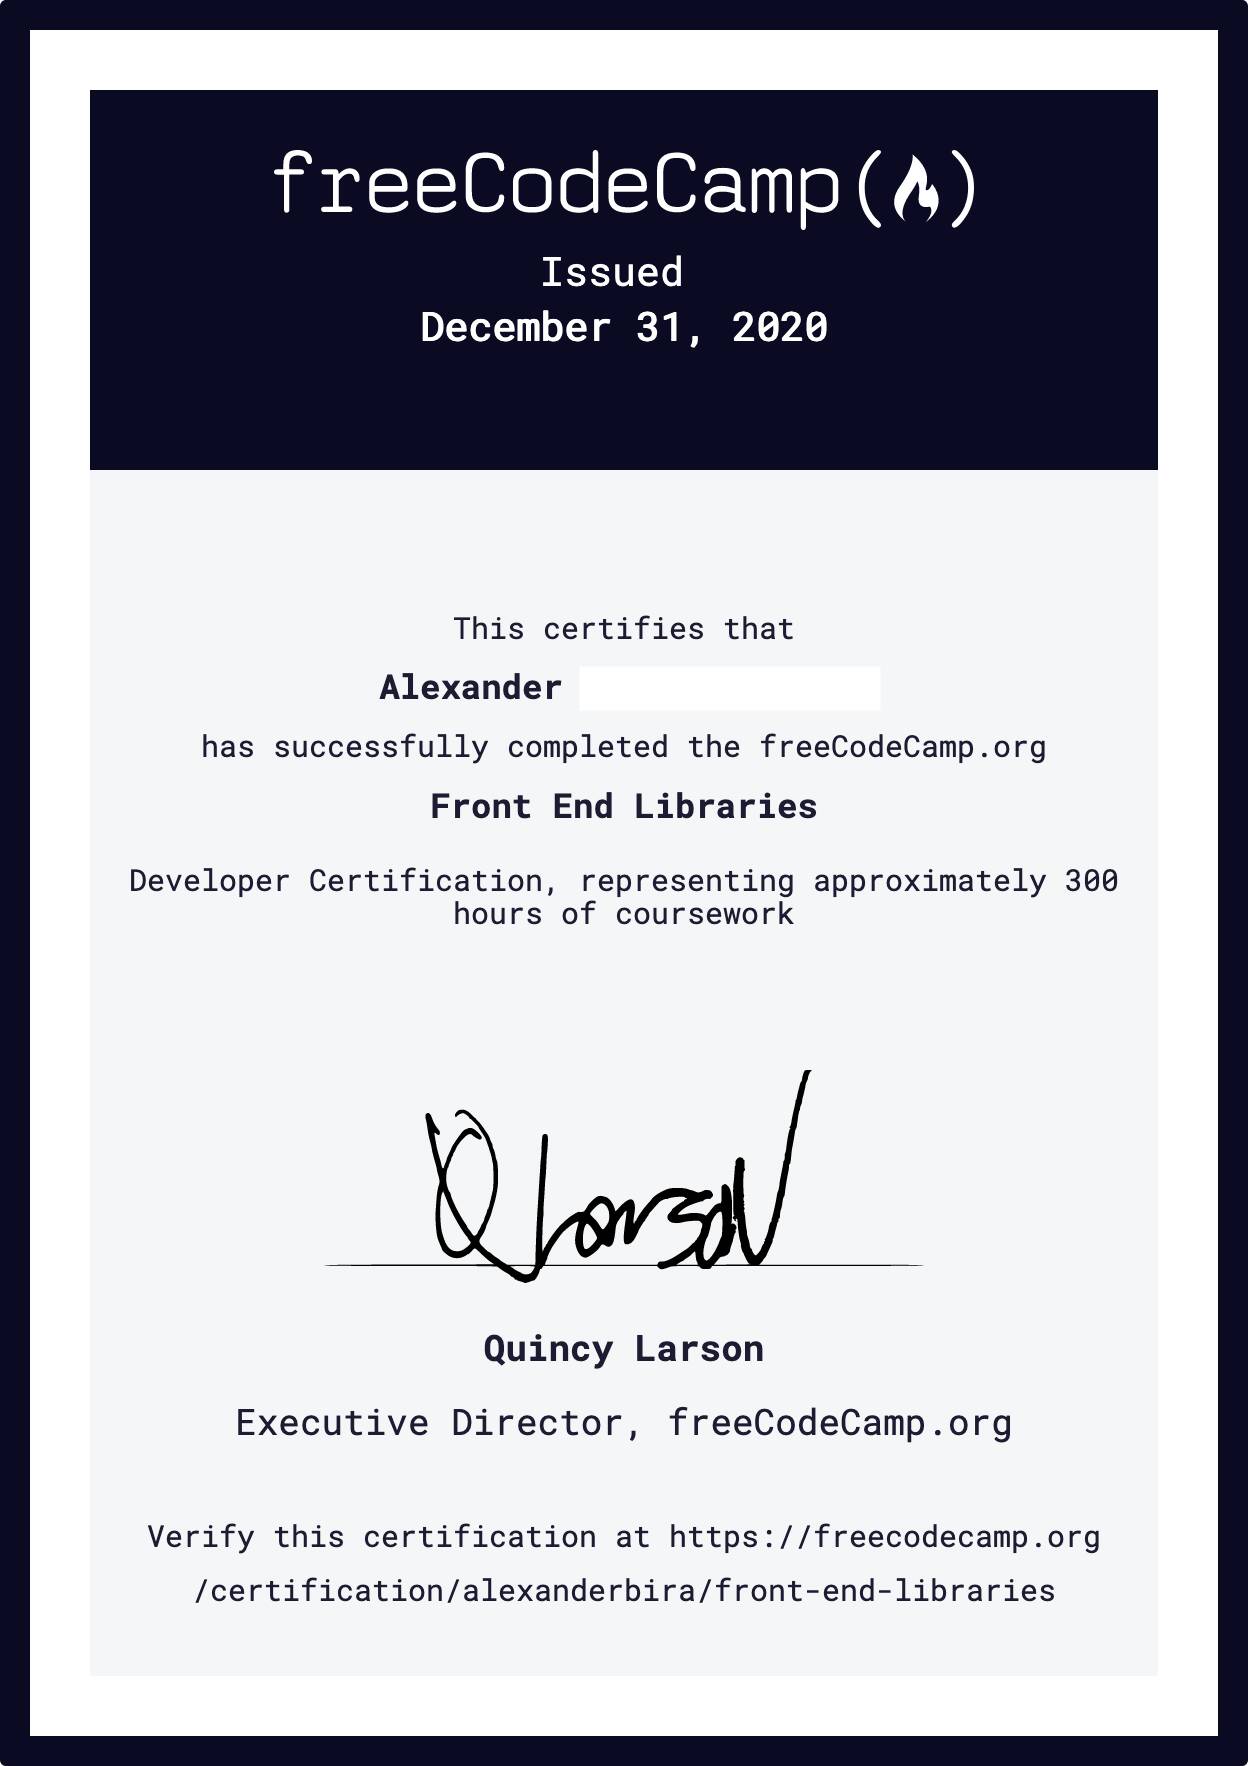 freeCodeCamp
Issued
December 31, 2020
This certifies that
Alexander
has successfully completed the freeCodeCamp.org
Front End Libraries
Developer Certification, representing approximately 300
hours of coursework
Q Larson
Quincy Larson
Executive Director, freeCodeCamp.org
Verify this certification at https://freecodecamp.org
/certification/alexanderbira/front-end-libraries